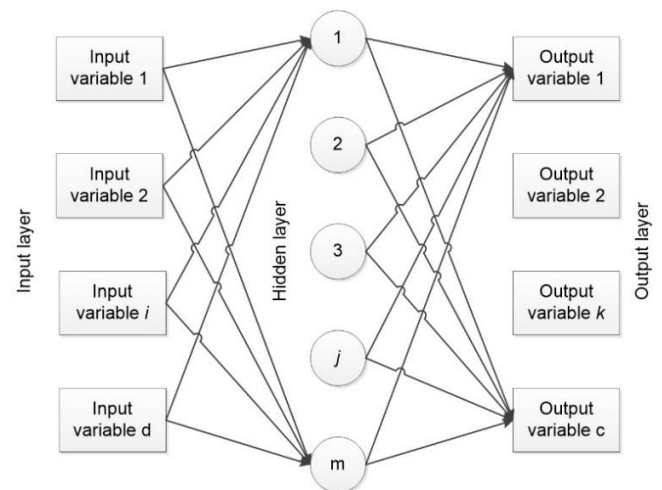 Input layer
Input
variable 1
Input
variable 2
Input
variable i
Input
variable d
Hidden layer
1
2
3
j
m
Output
variable 1
Output
variable 2
Output
variable k
Output
variable c
Output layer